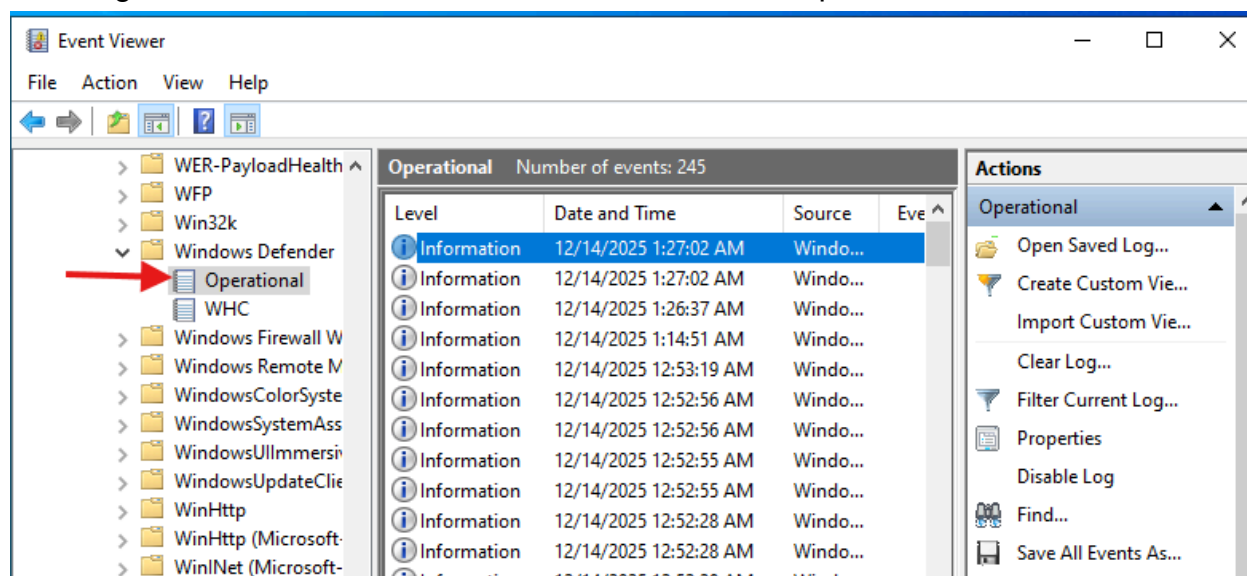 Event Viewer
File Action View Help
WER-PayloadHealth
WFP
Win32k
Windows Defender
Operational
WHC
Windows Firewall W
Windows Remote M
WindowsColorSyste
WindowsSystemAss
WindowsUIImmersiv
WindowsUpdateClie
WinHttp
WinHttp (Microsoft-
WinINet (Microsoft-
Operational Number of events: 245
Level Date and Time Source Eve
Information 12/14/2025 1:27:02 AM Windo...
Information 12/14/2025 1:27:02 AM Windo...
Information 12/14/2025 1:26:37 AM Windo...
Information 12/14/2025 1:14:51 AM Windo...
Information 12/14/2025 12:53:19 AM Windo...
Information 12/14/2025 12:52:56 AM Windo...
Information 12/14/2025 12:52:56 AM Windo...
Information 12/14/2025 12:52:55 AM Windo...
Information 12/14/2025 12:52:55 AM Windo...
Information 12/14/2025 12:52:28 AM Windo...
Information 12/14/2025 12:52:28 AM Windo...
Actions
Operational
Open Saved Log...
Create Custom Vie...
Import Custom Vie...
Clear Log...
Filter Current Log...
Properties
Disable Log
Find...
Save All Events As...